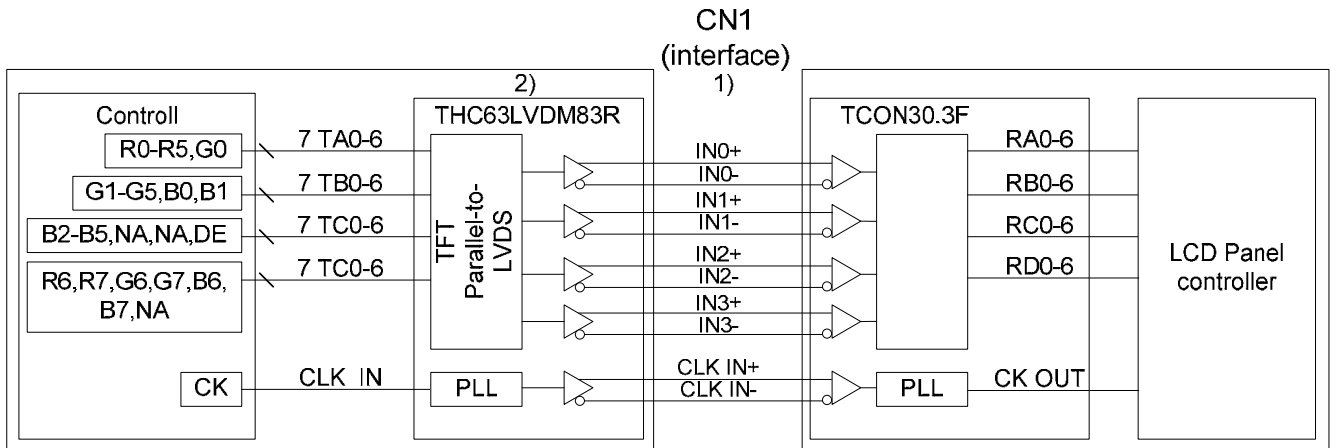 CN1
(interface)
1)
2)
Controll
R0-R5,G0
G1-G5,B0,B1
B2-B5,NA,NA,DE
R6,R7,G6,G7,B6,
B7,NA
CK
7 TA0-6
7 TB0-6
7 TC0-6
7 TC0-6
CLK IN
THC63LVDM83R
TFT
Parallel-to-
LVDS
PLL
IN0+
IN0-
IN1+
IN1-
IN2+
IN2-
IN3+
IN3-
CLK IN+
CLK IN-
TCON30.3F
PLL
RA0-6
RB0-6
RC0-6
RD0-6
CK OUT
LCD Panel
controller